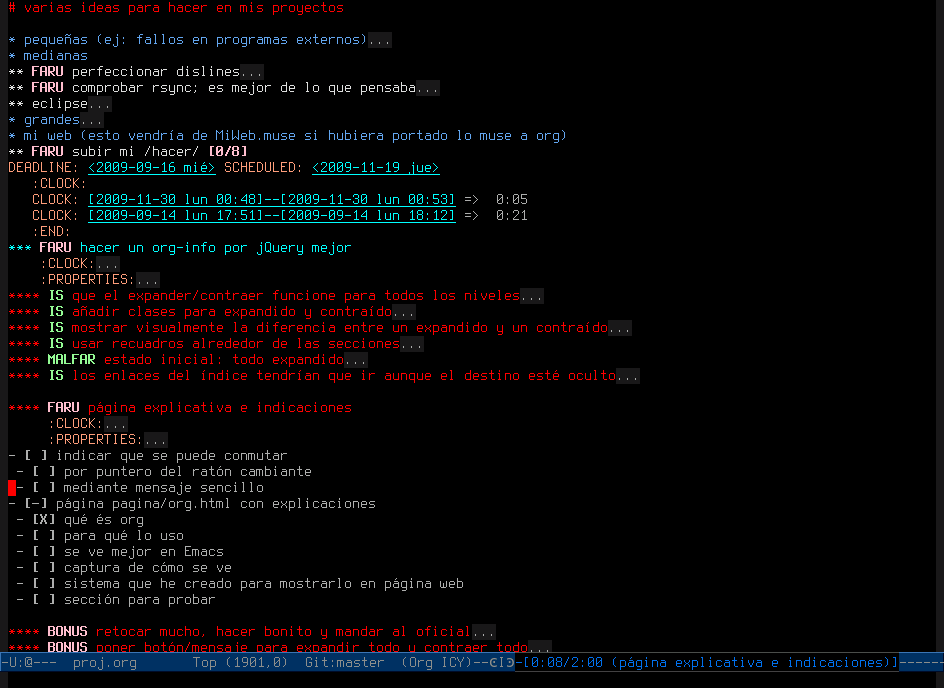 # varias ideas para hacer en mis proyectos
* pequeñas (ej: fallos en programas externos)...
* medianas
** FARU perfeccionar dislines...
** FARU comprobar rsync; es mejor de lo que pensaba...
** eclipse...
* grandes...
* mi web (esto vendría de MiWeb.muse si hubiera portado lo muse a org)
** FARU subir mi /hacer/ [0/8]
DEADLINE: <2009-09-16 mié> SCHEDULED: <2009-11-19 jue>
:CLOCK:
CLOCK: [2009-11-30 lun 00:48]--[2009-11-30 lun 00:53] =>  0:05
CLOCK: [2009-09-14 lun 17:51]--[2009-09-14 lun 18:12] =>  0:21
:END:
*** FARU hacer un org-info por jQuery mejor
:CLOCK:...
:PROPERTIES:...
**** IS que el expander/contraer funcione para todos los niveles...
**** IS añadir clases para expandido y contraído...
**** IS mostrar visualmente la diferencia entre un expandido y un contraído...
**** IS usar recuadros alrededor de las secciones...
**** MALFAR estado inicial: todo expandido...
**** IS los enlaces del índice tendrían que ir aunque el destino esté oculto...
**** FARU página explicativa e indicaciones
:CLOCK:...
:PROPERTIES:...
- [ ] indicar que se puede conmutar
- [ ] por puntero del ratón cambiante
- [ ] mediante mensaje sencillo
- [-] página pagina/org.html con explicaciones
- [X] qué és org
- [ ] para qué lo uso
- [ ] se ve mejor en Emacs
- [ ] captura de cómo se ve
- [ ] sistema que he creado para mostrarlo en página web
- [ ] sección para probar
**** BONUS retocar mucho, hacer bonito y mandar al oficial...
**** BONUS poner botón/mensaje para expandir todo y contraer todo...
-U:@---  proj.org       Top (1901,0)  Git:master  (Org ICY)--ЄIЭ-[0:08/2:00 (página explicativa e indicaciones)]------